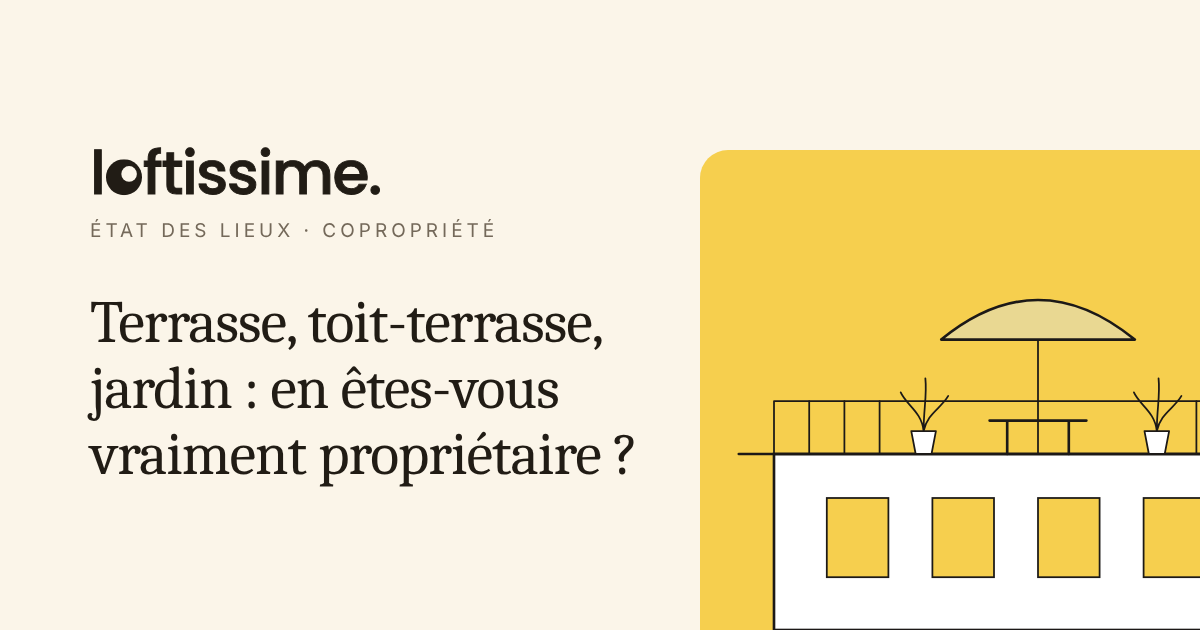 loftissime.
ÉTAT DES LIEUX · COPROPRIÉTÉ
Terrasse, toit-terrasse,
jardin : en êtes-vous
vraiment propriétaire ?